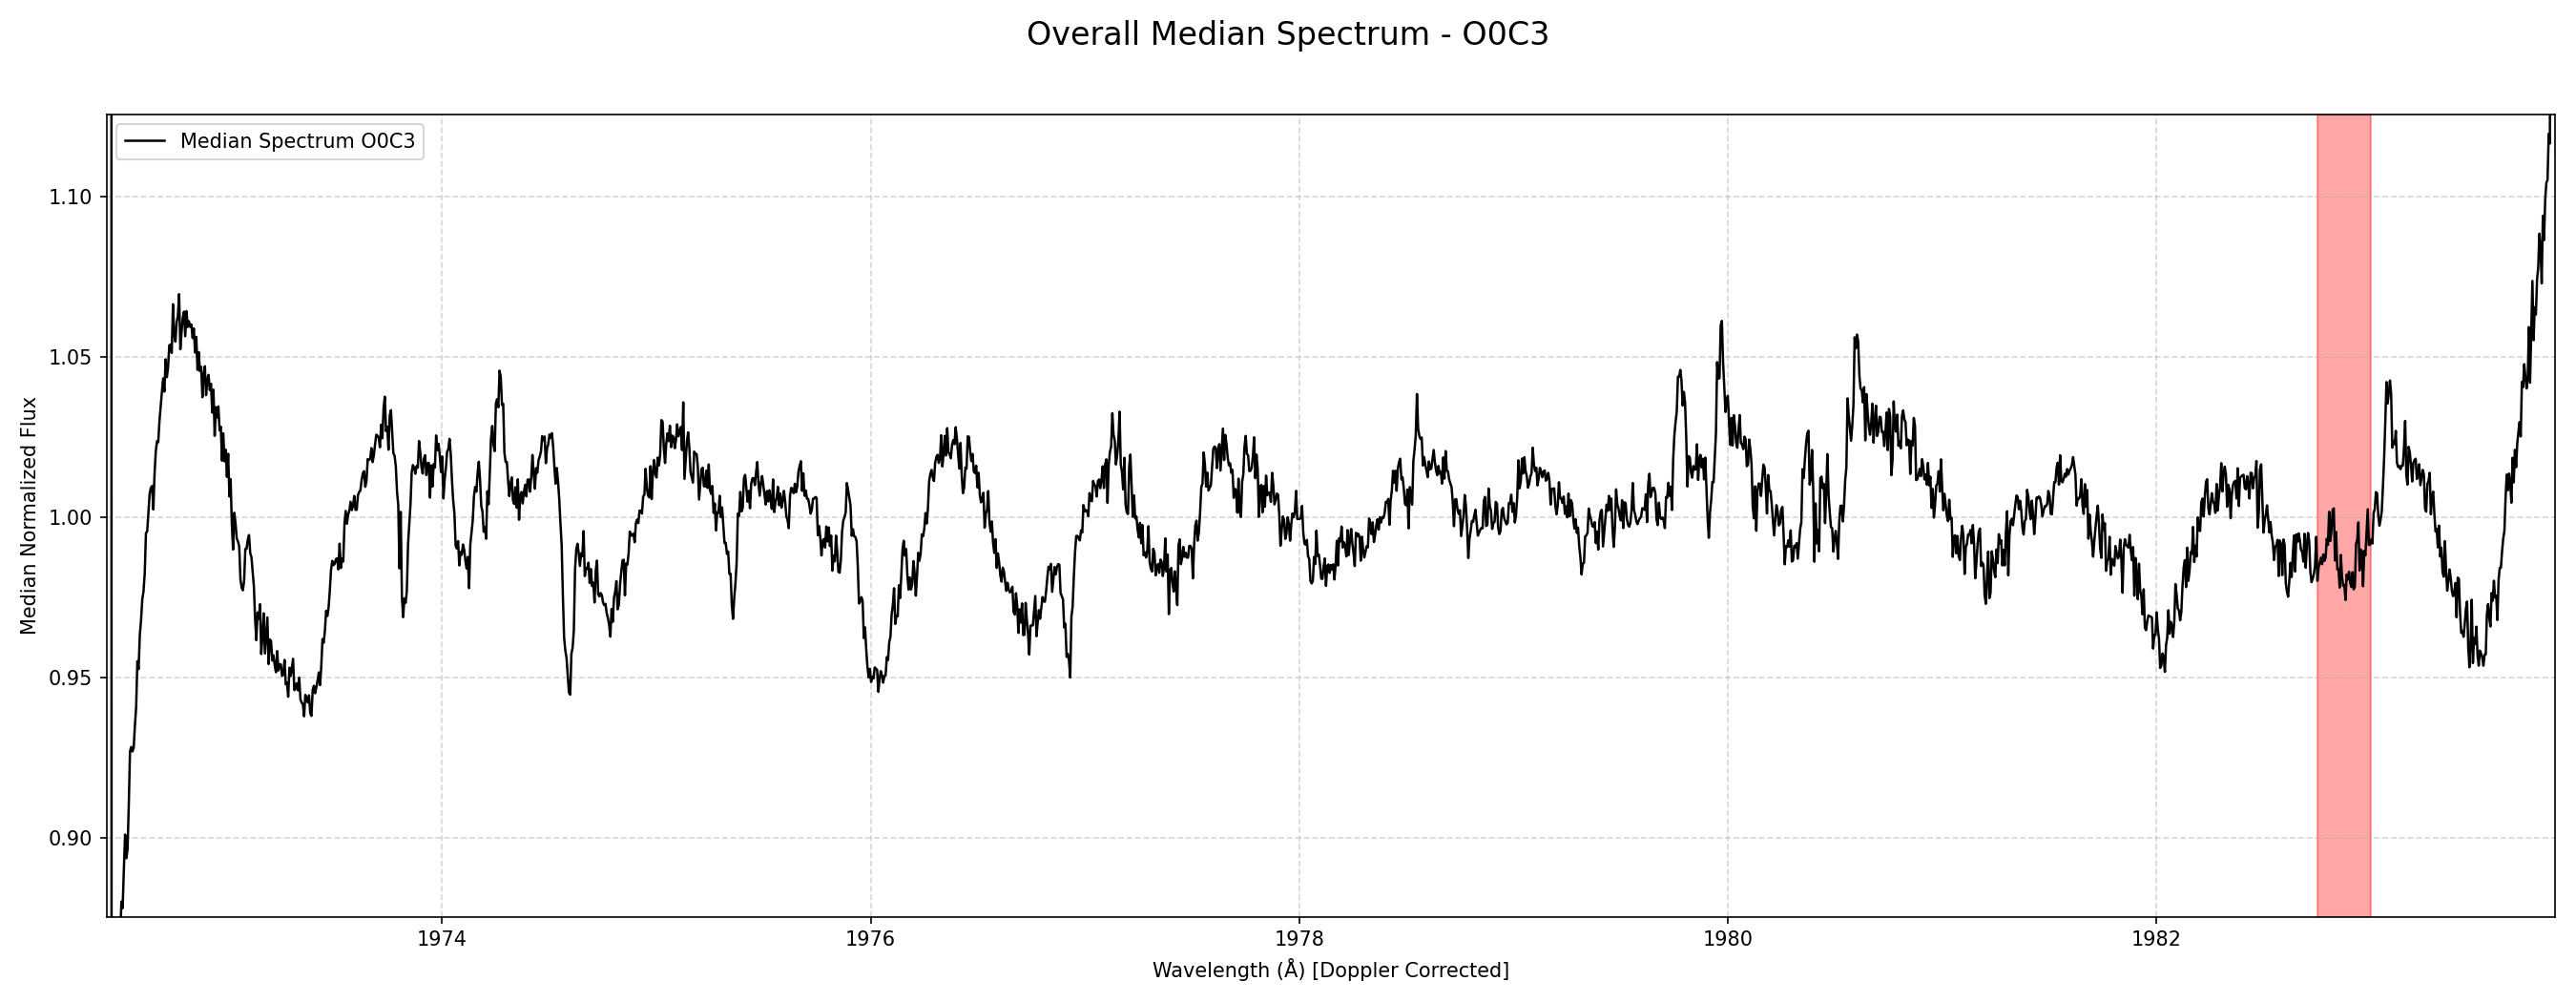 Overall Median Spectrum - O0C3
Median Spectrum O0C3
Median Normalized Flux
1.10
1.05
1.00
0.95
0.90
1974
1976
1978
1980
1982
Wavelength (Å) [Doppler Corrected]